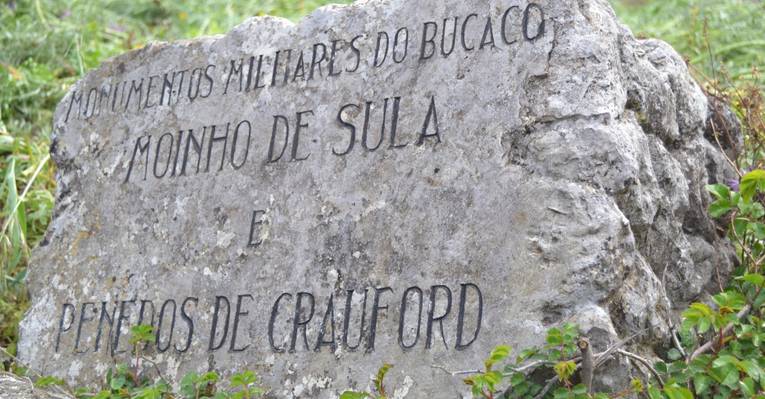 MONUMENTOS MILITARES DO BUCACO
MOINHO DE SULA
E
PENEDOS DE CRAUFORD